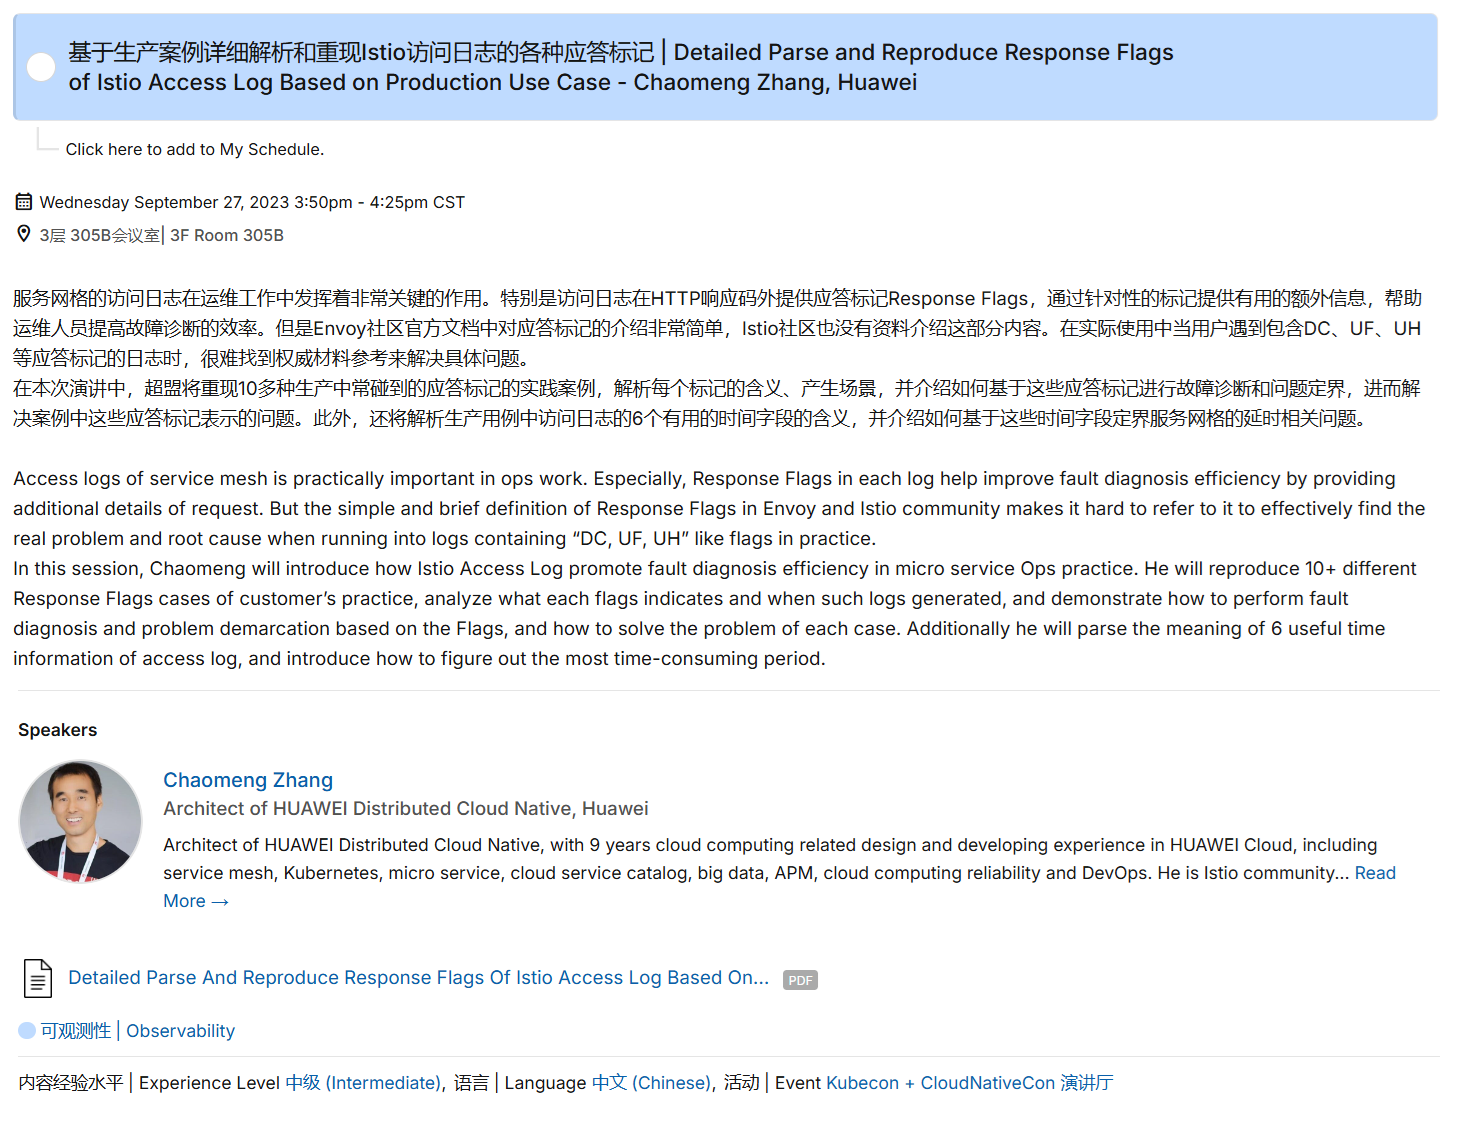 基于生产案例详细解析和重现Istio访问日志的各种应答标记 | Detailed Parse and Reproduce Response Flags
of Istio Access Log Based on Production Use Case - Chaomeng Zhang, Huawei
Click here to add to My Schedule.
Wednesday September 27, 2023 3:50pm - 4:25pm CST
3层 305B会议室| 3F Room 305B
服务网格的访问日志在运维工作中发挥着非常关键的作用。特别是访问日志在HTTP响应码外提供应答标记Response Flags，通过针对性的标记提供有用的额外信息，帮助
运维人员提高故障诊断的效率。但是Envoy社区官方文档中对应答标记的介绍非常简单，Istio社区也没有资料介绍这部分内容。在实际使用中当用户遇到包含DC、UF、UH
等应答标记的日志时，很难找到权威材料参考来解决具体问题。
在本次演讲中，超盟将重现10多种生产中常碰到的应答标记的实践案例，解析每个标记的含义、产生场景，并介绍如何基于这些应答标记进行故障诊断和问题定界，进而解
决案例中这些应答标记表示的问题。此外，还将解析生产用例中访问日志的6个有用的时间字段的含义，并介绍如何基于这些时间字段定界服务网格的延时相关问题。
Access logs of service mesh is practically important in ops work. Especially, Response Flags in each log help improve fault diagnosis efficiency by providing
additional details of request. But the simple and brief definition of Response Flags in Envoy and Istio community makes it hard to refer to it to effectively find the
real problem and root cause when running into logs containing “DC, UF, UH” like flags in practice.
In this session, Chaomeng will introduce how Istio Access Log promote fault diagnosis efficiency in micro service Ops practice. He will reproduce 10+ different
Response Flags cases of customer’s practice, analyze what each flags indicates and when such logs generated, and demonstrate how to perform fault
diagnosis and problem demarcation based on the Flags, and how to solve the problem of each case. Additionally he will parse the meaning of 6 useful time
information of access log, and introduce how to figure out the most time-consuming period.
Speakers
Chaomeng Zhang
Architect of HUAWEI Distributed Cloud Native, Huawei
Architect of HUAWEI Distributed Cloud Native, with 9 years cloud computing related design and developing experience in HUAWEI Cloud, including
service mesh, Kubernetes, micro service, cloud service catalog, big data, APM, cloud computing reliability and DevOps. He is Istio community... Read
More →
Detailed Parse And Reproduce Response Flags Of Istio Access Log Based On... PDF
可观测性 | Observability
内容经验水平 | Experience Level 中级 (Intermediate), 语言 | Language 中文 (Chinese), 活动 | Event Kubecon + CloudNativeCon 演讲厅